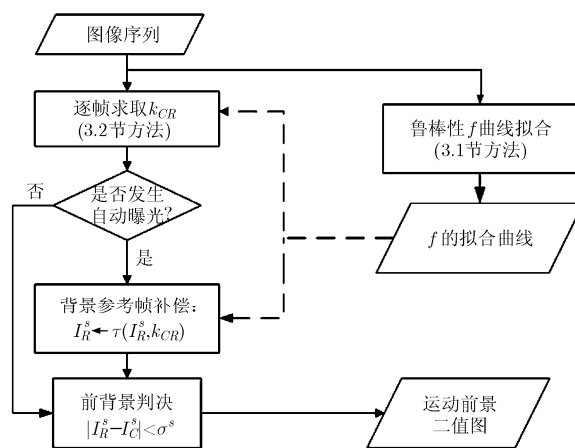 图像序列
逐帧求取k_{CR}
(3.2节方法)
鲁棒性f曲线拟合
(3.1节方法)
否
是否发生
自动曝光?
f的拟合曲线
是
背景参考帧补偿：
I_R^s←τ(I_R^s,k_{CR})
前背景判决
|I_R^s−I_C^s|<σ^s
运动前景
二值图